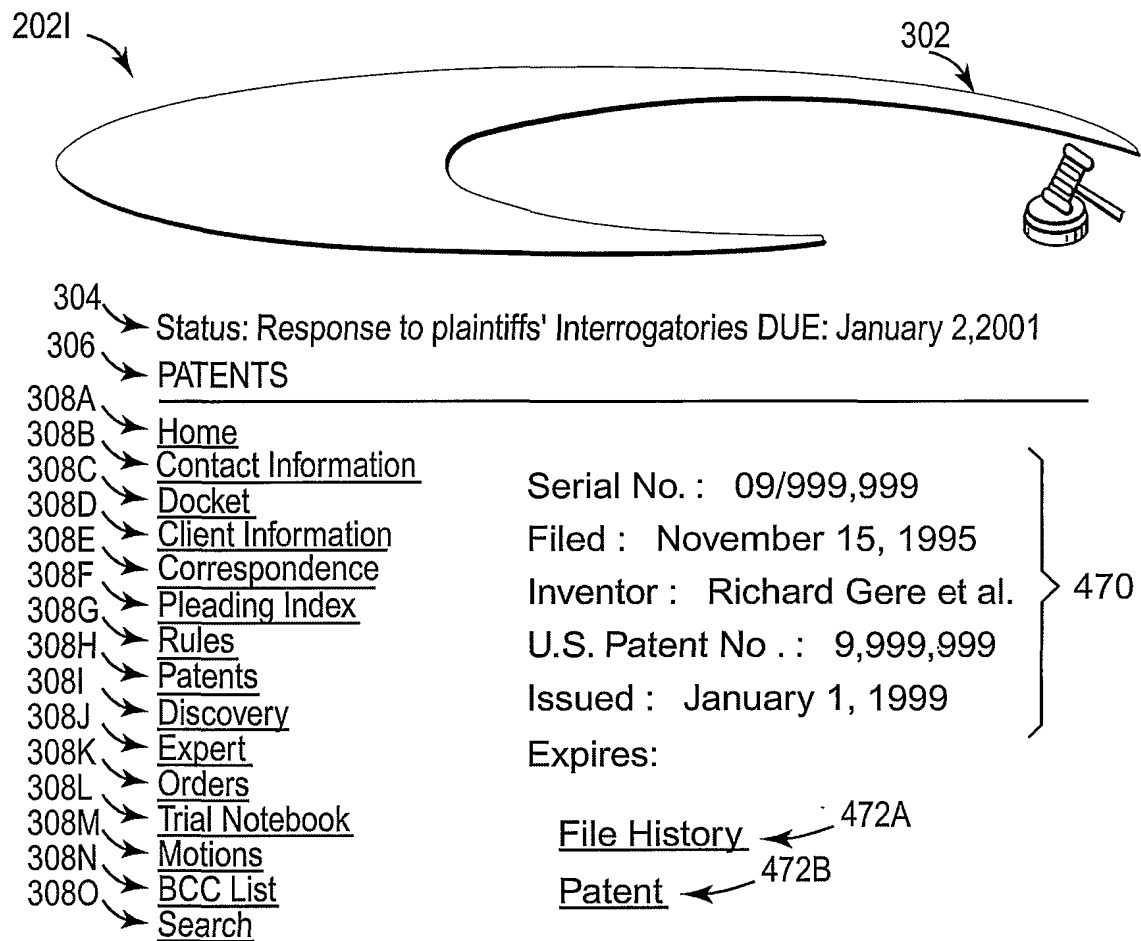 202I
302
304
Status: Response to plaintiffs' Interrogatories DUE: January 2,2001
306
PATENTS
308A
Home
308B
Contact Information
308C
Docket
308D
Client Information
308E
Correspondence
308F
Pleading Index
308G
Rules
308H
Patents
308I
Discovery
308J
Expert
308K
Orders
308L
Trial Notebook
308M
Motions
308N
BCC List
308O
Search
Serial No. : 09/999,999
Filed : November 15, 1995
Inventor : Richard Gere et al.
U.S. Patent No . : 9,999,999
Issued : January 1, 1999
470
Expires:
File History
472A
Patent
472B